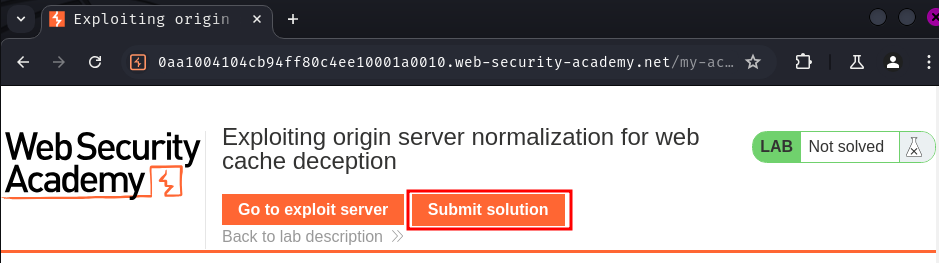 Exploiting origin
0aa1004104cb94ff80c4ee10001a0010.web-security-academy.net/my-ac...
Web Security
Academy
Exploiting origin server normalization for web
cache deception
LAB Not solved
Go to exploit server Submit solution
Back to lab description